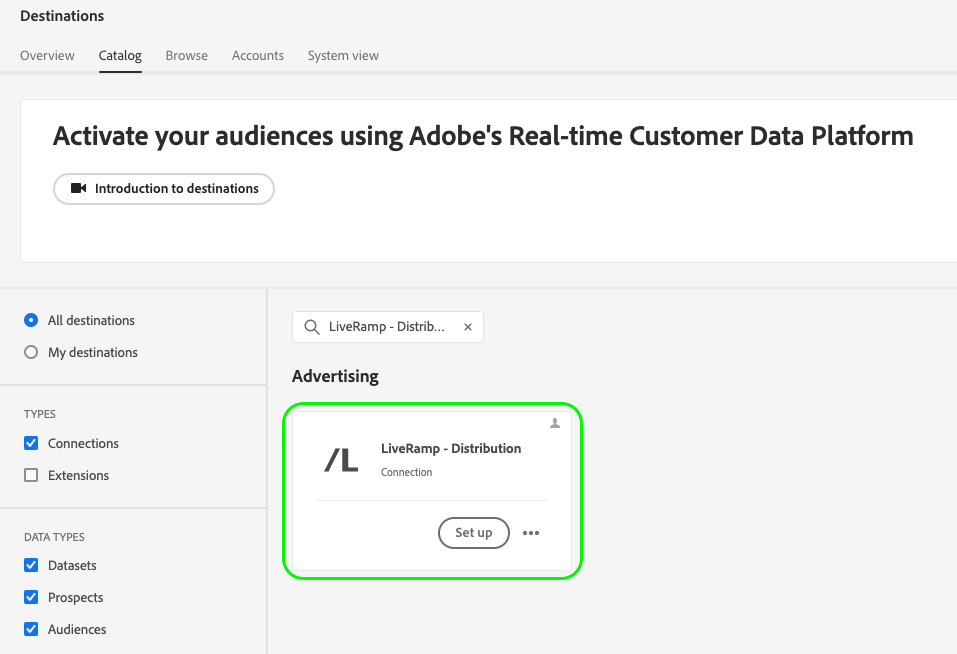 Destinations
Overview Catalog Browse Accounts System view
Activate your audiences using Adobe's Real-time Customer Data Platform
Introduction to destinations
All destinations
My destinations
TYPES
Connections
Extensions
DATA TYPES
Datasets
Prospects
Audiences
LiveRamp - Distrib...
Advertising
/L
LiveRamp - Distribution
Connection
Set up